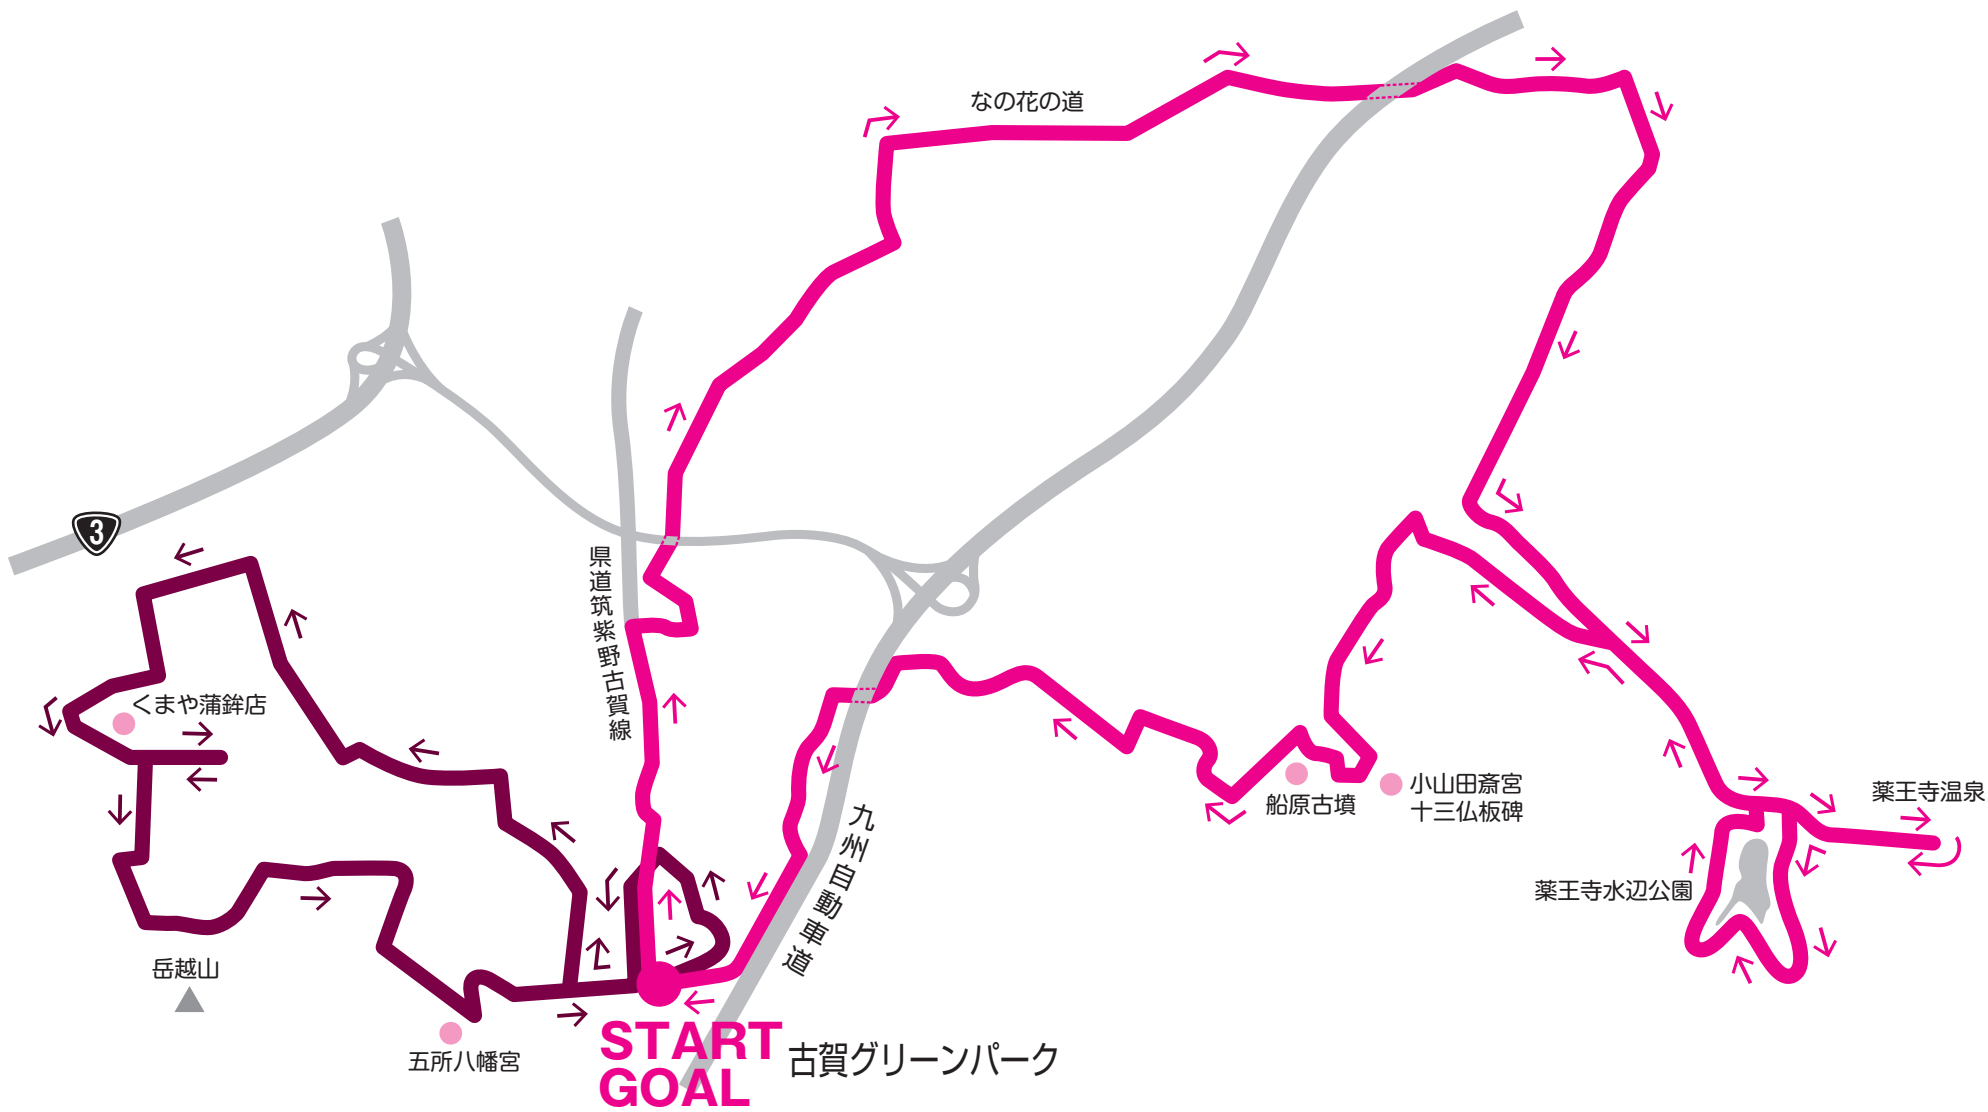 なの花の道
3
県道筑紫野古賀線
くまや蒲鉾店
九州自動車道
船原古墳
小山田斎宮
十三仏板碑
薬王寺温泉
薬王寺水辺公園
岳越山
五所八幡宮
START
GOAL
古賀グリーンパーク